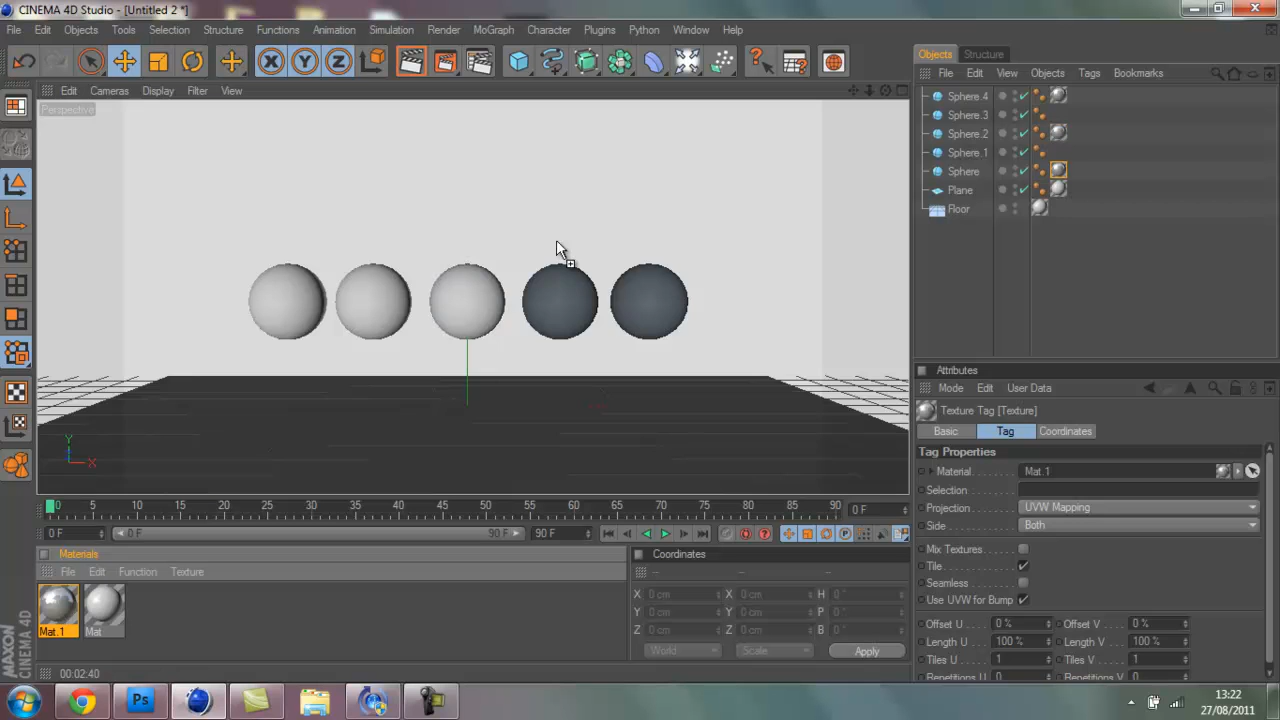 CINEMA 4D Studio - [Untitled 2 *]
File Edit Objects Tools Selection Structure Functions Animation Simulation Render MoGraph Character Plugins Python Window Help
Edit Cameras Display Filter View
Perspective
Y
X
0 5 10 15 20 25 30 35 40 45 50 55 60 65 70 75 80 85 90 0 F
0 F 0 F 90 F 90 F
Materials
File Edit Function Texture
Mat.1 Mat
Coordinates
-- -- --
X 0 cm X 0 cm H 0 °
Y 0 cm Y 0 cm P 0 °
Z 0 cm Z 0 cm B 0 °
World Scale Apply
00:02:40
MAXON
CINEMA 4D
Objects Structure
File Edit View Objects Tags Bookmarks
Sphere.4
Sphere.3
Sphere.2
Sphere.1
Sphere
Plane
Floor
Attributes
Mode Edit User Data
Texture Tag [Texture]
Basic Tag Coordinates
Tag Properties
Material Mat.1
Selection
Projection UVW Mapping
Side Both
Mix Textures
Tile
Seamless
Use UVW for Bump
Offset U 0 % Offset V 0 %
Length U 100 % Length V 100 %
Tiles U 1 Tiles V 1
Repetitions U 0 Repetitions V 0
Ps
13:22
27/08/2011